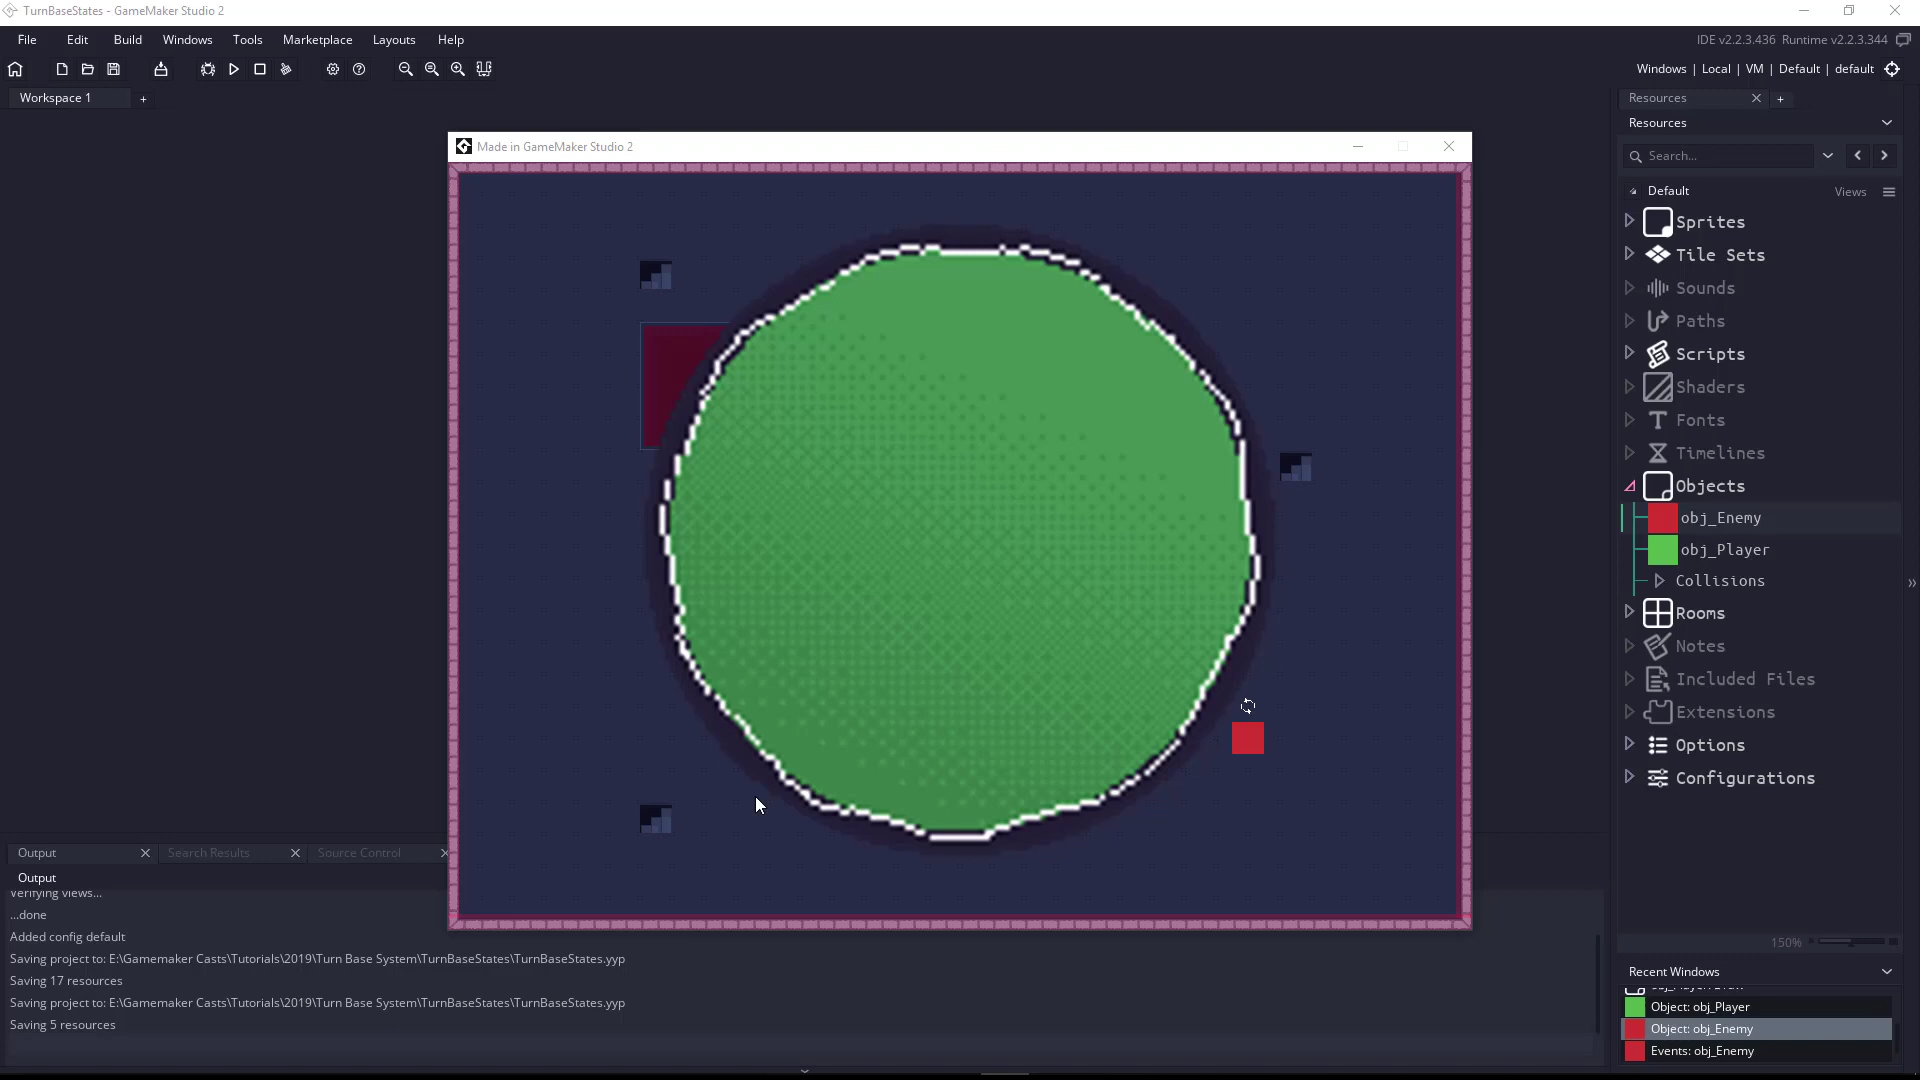 TurnBaseStates - GameMaker Studio 2
File Edit Build Windows Tools Marketplace Layouts Help
IDE v2.2.3.436 Runtime v2.2.3.344
Windows | Local | VM | Default | default
Workspace 1 +
Resources
Resources
Search...
Default Views
Sprites
Tile Sets
Sounds
Paths
Scripts
Shaders
Fonts
Timelines
Objects
obj_Enemy
obj_Player
Collisions
Rooms
Notes
Included Files
Extensions
Options
Configurations
150%
Recent Windows
Object: obj_Player
Object: obj_Enemy
Events: obj_Enemy
Made in GameMaker Studio 2
Output Search Results Source Control
Output
Verifying views...
...done
Added config default
Saving project to: E:\Gamemaker Casts\Tutorials\2019\Turn Base System\TurnBaseStates\TurnBaseStates.yyp
Saving 17 resources
Saving project to: E:\Gamemaker Casts\Tutorials\2019\Turn Base System\TurnBaseStates\TurnBaseStates.yyp
Saving 5 resources